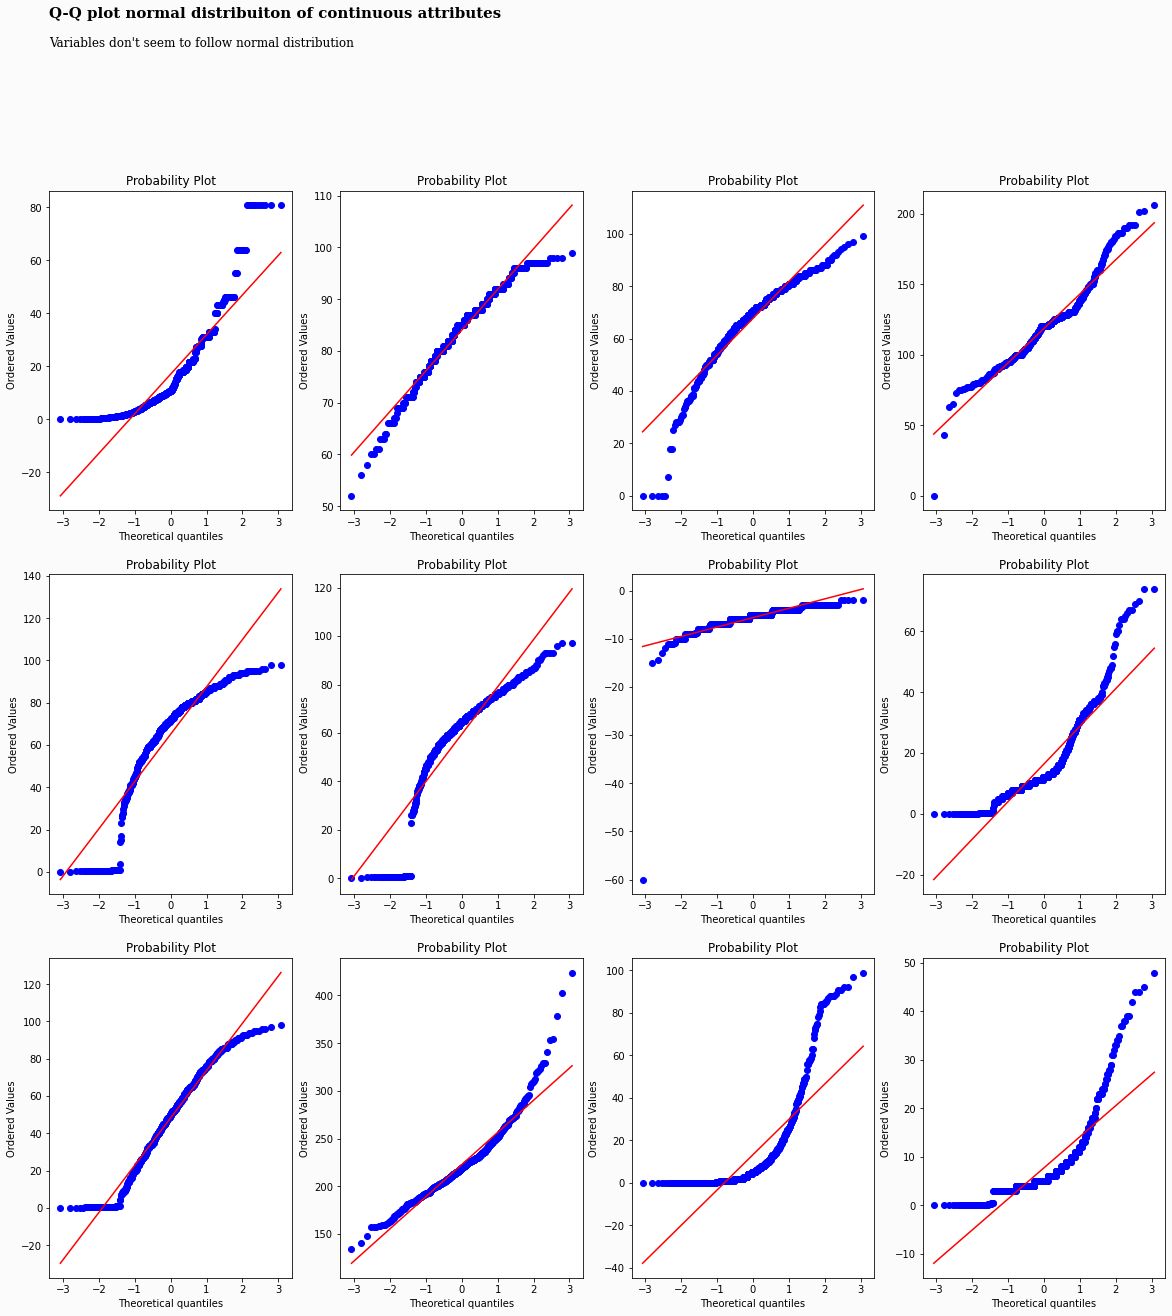 Q-Q plot normal distribuiton of continuous attributes
Variables don't seem to follow normal distribution
Probability Plot Probability Plot Probability Plot Probability Plot
Ordered Values Ordered Values Ordered Values Ordered Values
80 60 40 20 0 −20
110 100 90 80 70 60 50
100 80 60 40 20 0
200 150 100 50 0
−3 −2 −1 0 1 2 3 −3 −2 −1 0 1 2 3 −3 −2 −1 0 1 2 3 −3 −2 −1 0 1 2 3
Theoretical quantiles Theoretical quantiles Theoretical quantiles Theoretical quantiles
Probability Plot Probability Plot Probability Plot Probability Plot
Ordered Values Ordered Values Ordered Values Ordered Values
140 120 100 80 60 40 20 0
120 100 80 60 40 20 0
0 −10 −20 −30 −40 −50 −60
60 40 20 0 −20
−3 −2 −1 0 1 2 3 −3 −2 −1 0 1 2 3 −3 −2 −1 0 1 2 3 −3 −2 −1 0 1 2 3
Theoretical quantiles Theoretical quantiles Theoretical quantiles Theoretical quantiles
Probability Plot Probability Plot Probability Plot Probability Plot
Ordered Values Ordered Values Ordered Values Ordered Values
120 100 80 60 40 20 0 −20
400 350 300 250 200 150
100 80 60 40 20 0 −20 −40
50 40 30 20 10 0 −10
−3 −2 −1 0 1 2 3 −3 −2 −1 0 1 2 3 −3 −2 −1 0 1 2 3 −3 −2 −1 0 1 2 3
Theoretical quantiles Theoretical quantiles Theoretical quantiles Theoretical quantiles